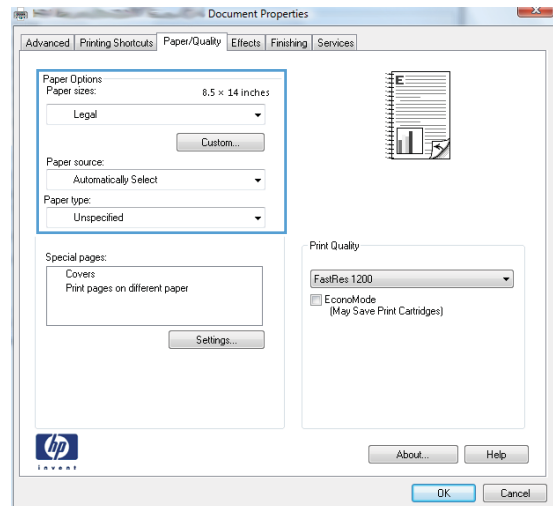 Document Properties
Advanced Printing Shortcuts Paper/Quality Effects Finishing Services
Paper Options
Paper sizes: 8.5 × 14 inches
Legal
Custom...
Paper source:
Automatically Select
Paper type:
Unspecified
Special pages:
Covers
Print pages on different paper
Settings...
E
Print Quality
FastRes 1200
EconoMode
(May Save Print Cartridges)
hp
invent
About... Help
OK Cancel